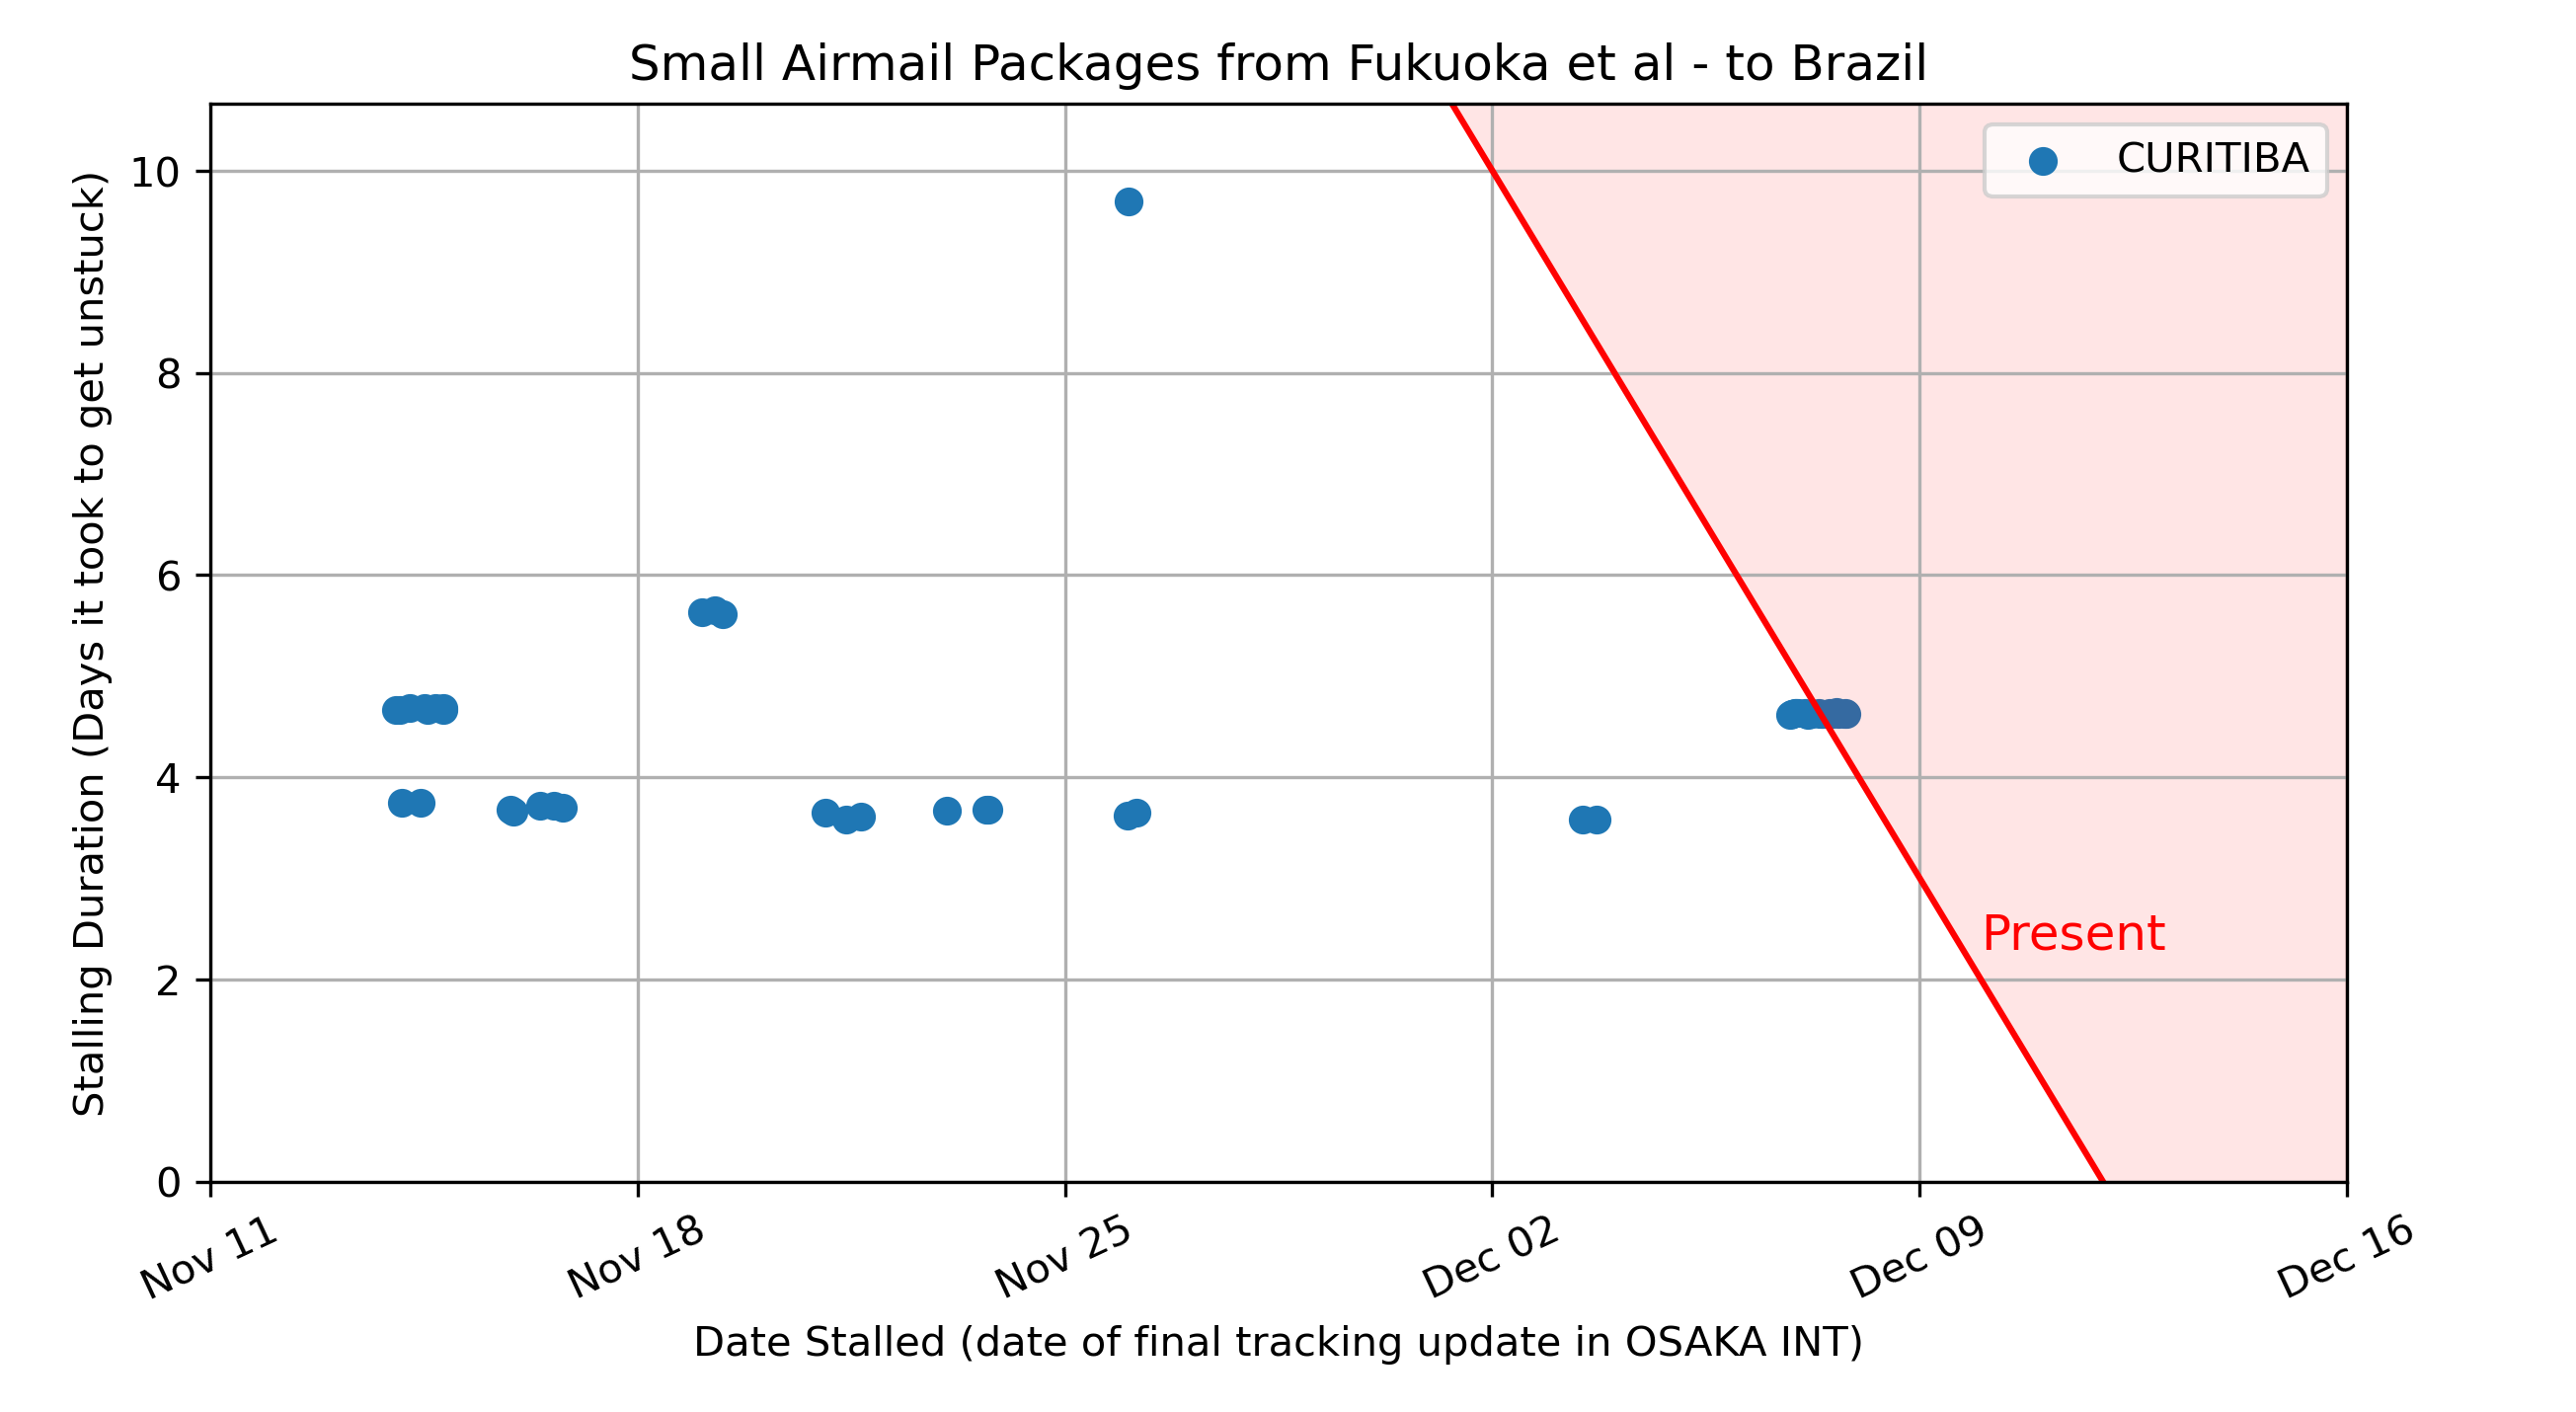 Small Airmail Packages from Fukuoka et al - to Brazil
CURITIBA
10
8
6
4
2
0
Stalling Duration (Days it took to get unstuck)
Present
Nov 11
Nov 18
Nov 25
Dec 02
Dec 09
Dec 16
Date Stalled (date of final tracking update in OSAKA INT)